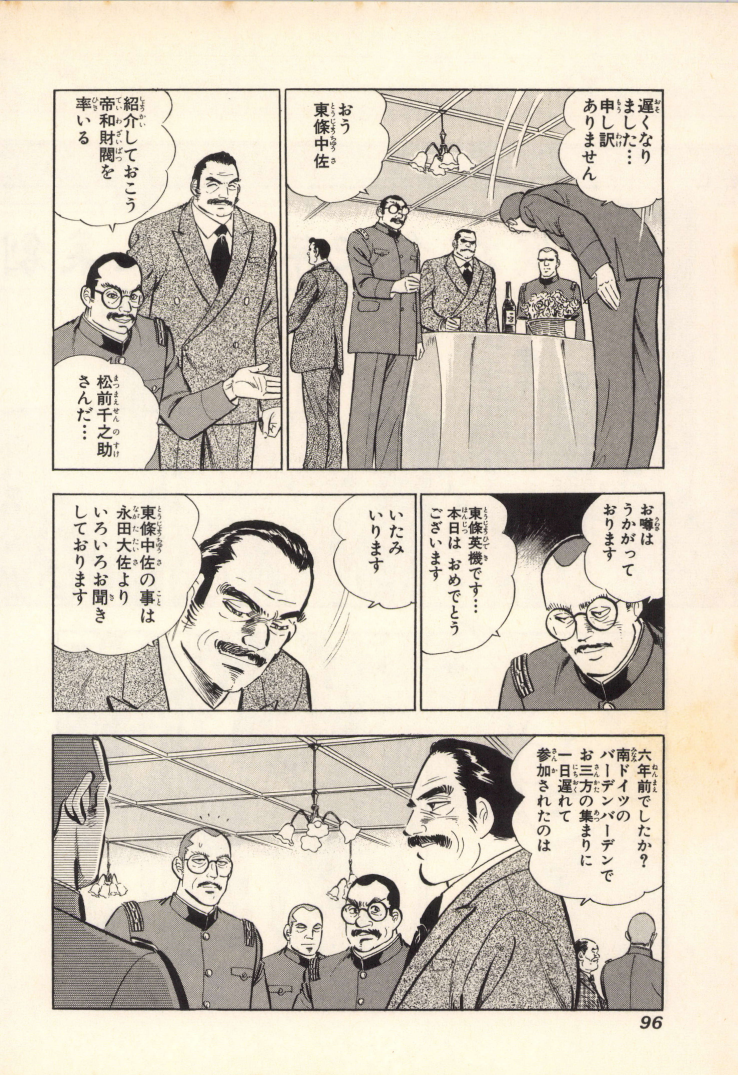 遅くなり
ました…
申し訳
ありません
おう
東條中佐
紹介しておこう
帝和財閥を
率いる
松前千之助
さんだ…
お噂は
うかがって
おります
東條英機です…
本日は おめでとう
ございます
いたみ
いります
東條中佐の事は
永田大佐より
いろいろお聞き
しております
六年前でしたか？
南ドイツの
バーデンバーデンで
お三方の集まりに
一日遅れて
参加されたのは
96